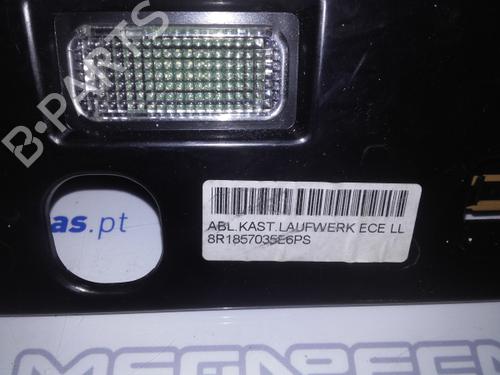 B-PARTS
as.pt
ABL.KAST.LAUFWERK ECE LL
8R1857035E6PS